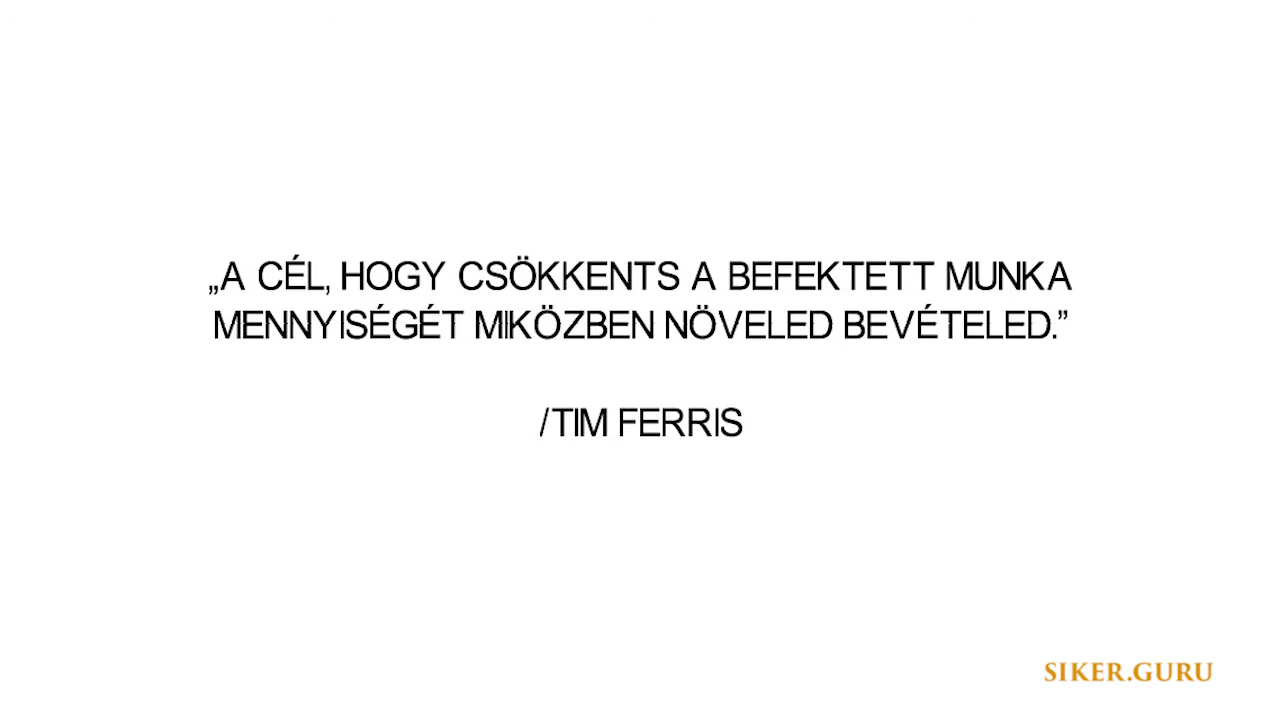 „A CÉL, HOGY CSÖKKENTS A BEFEKTETT MUNKA
MENNYISÉGÉT MIKÖZBEN NÖVELED BEVÉTELED.”
/TIM FERRIS
SIKER.GURU